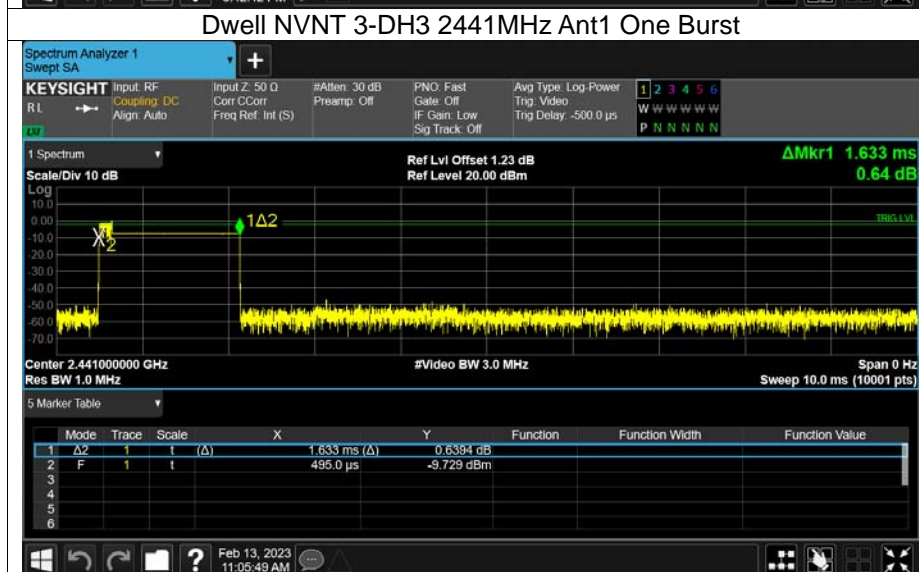 Dwell NVNT 3-DH3 2441MHz Ant1 One Burst
Spectrum Analyzer 1
Swept SA
+
KEYSIGHT Input: RF Input Z: 50 Ω #Atten: 30 dB PNO: Fast Avg Type: Log-Power 1 2 3 4 5 6
RL Coupling: DC Corr CCorr Preamp: Off Gate: Off Trig: Video W W W W W W
Align: Auto Freq Ref: Int (S) IF Gain: Low Trig Delay: -500.0 µs
LXI Sig Track: Off P N N N N N
1 Spectrum Ref Lvl Offset 1.23 dB ΔMkr1 1.633 ms
Scale/Div 10 dB Ref Level 20.00 dBm 0.64 dB
Log
10.0
0.00 1Δ2 TRIG LVL
-10.0 X2
-20.0
-30.0
-40.0
-50.0
-60.0
-70.0
Center 2.441000000 GHz #Video BW 3.0 MHz Span 0 Hz
Res BW 1.0 MHz Sweep 10.0 ms (10001 pts)
5 Marker Table
Mode Trace Scale X Y Function Function Width Function Value
1 Δ2 1 t (Δ) 1.633 ms (Δ) 0.6394 dB
2 F 1 t 495.0 µs -9.729 dBm
3
4
5
6
? Feb 13, 2023
11:05:49 AM